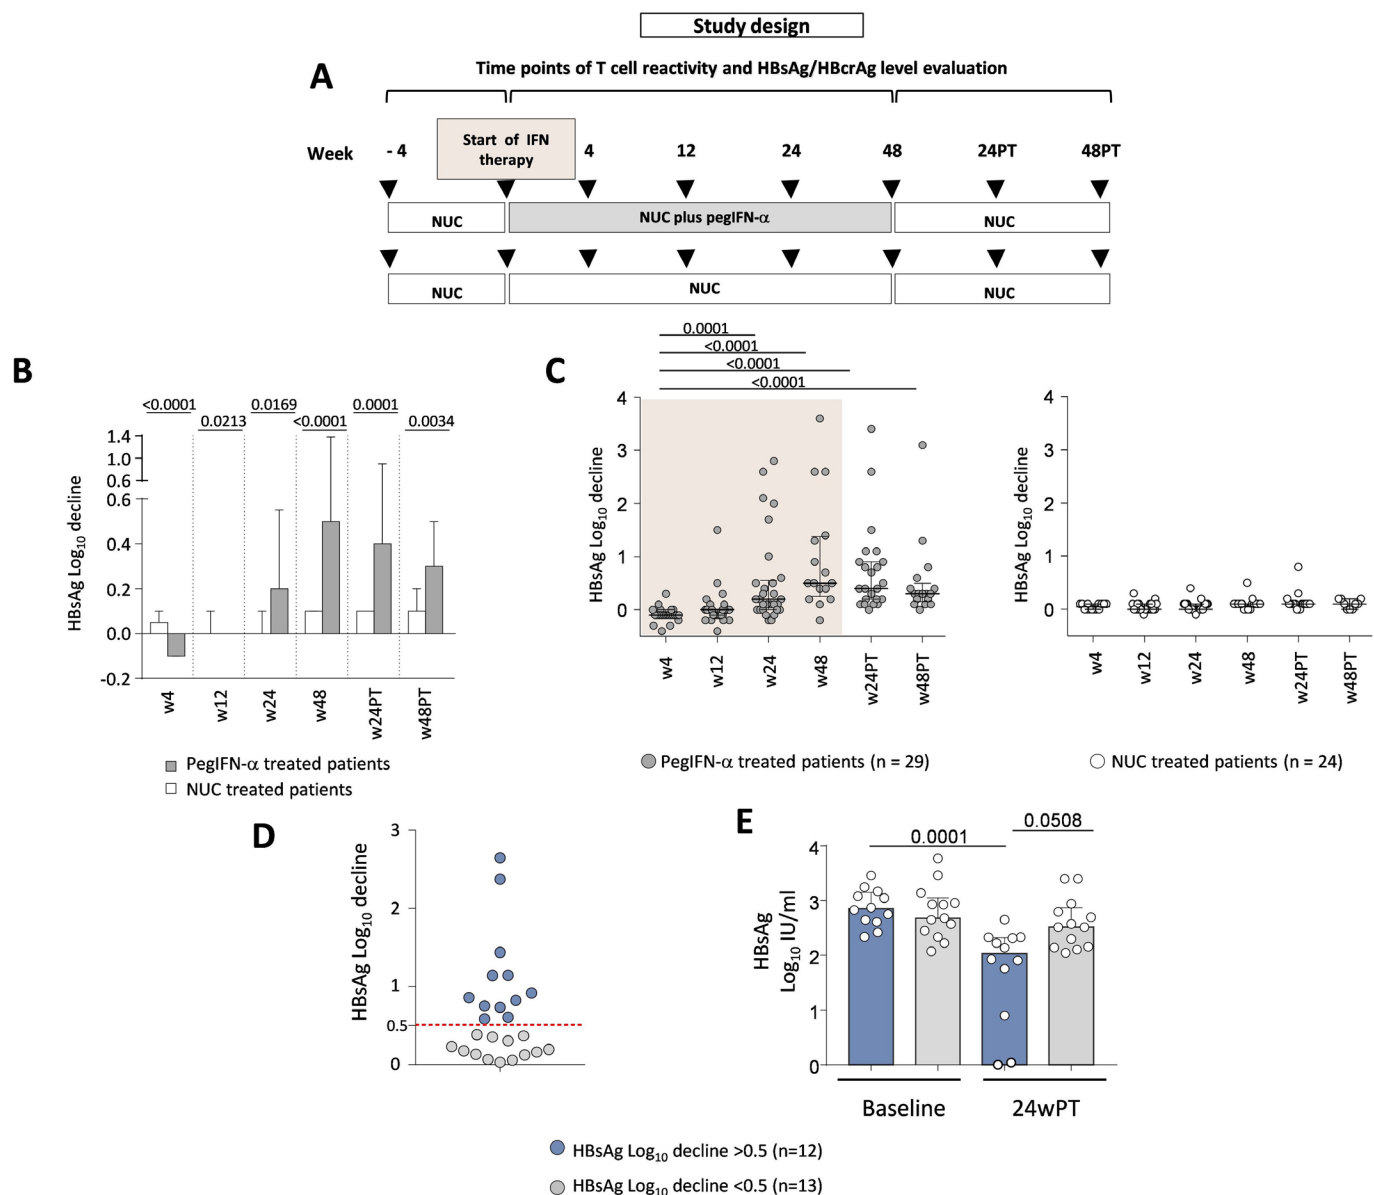 Study design
A
Time points of T cell reactivity and HBsAg/HBcrAg level evaluation
Week
- 4
Start of IFN
therapy
4
12
24
48
24PT
48PT
NUC
NUC plus pegIFN-α
NUC
NUC
NUC
NUC
B
<0.0001
0.0213
0.0169
<0.0001
0.0001
0.0034
HBsAg Log10 decline
1.4
1.0
0.6
0.6
0.4
0.2
0.0
-0.2
w4
w12
w24
w48
w24PT
w48PT
PegIFN-α treated patients
NUC treated patients
C
0.0001
<0.0001
<0.0001
<0.0001
HBsAg Log10 decline
4
3
2
1
0
w4
w12
w24
w48
w24PT
w48PT
PegIFN-α treated patients (n = 29)
HBsAg Log10 decline
4
3
2
1
0
w4
w12
w24
w48
w24PT
w48PT
NUC treated patients (n = 24)
D
HBsAg Log10 decline
3
2
1
0.5
0
E
0.0001
0.0508
HBsAg
Log10 IU/ml
4
3
2
1
0
Baseline
24wPT
HBsAg Log10 decline >0.5 (n=12)
HBsAg Log10 decline <0.5 (n=13)